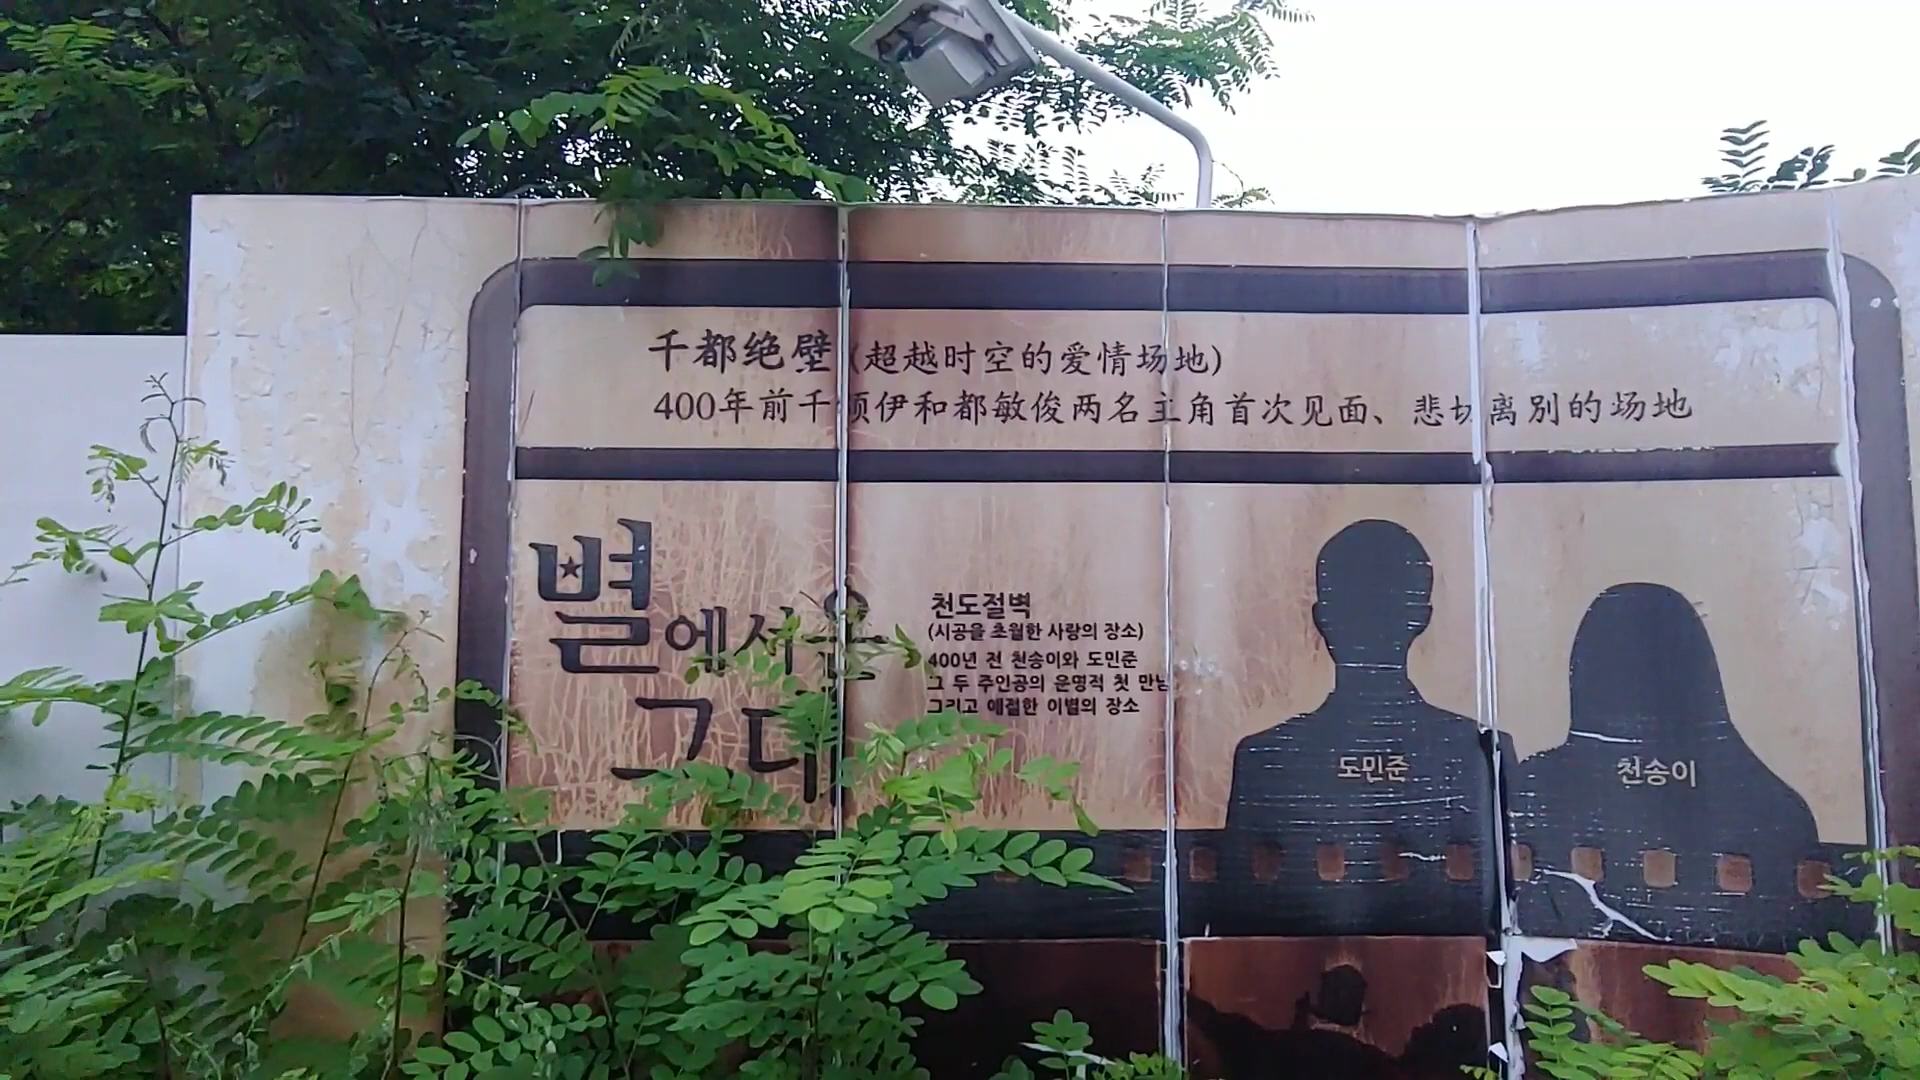 千都绝壁 (超越时空的爱情场地)
400年前千颂伊和都敏俊两名主角首次见面、悲切离别的场地
별에서 온
그대
천도절벽
(시공을 초월한 사랑의 장소)
400년 전 천송이와 도민준
그 두 주인공의 운명적 첫 만남
그리고 애절한 이별의 장소
도민준
천송이